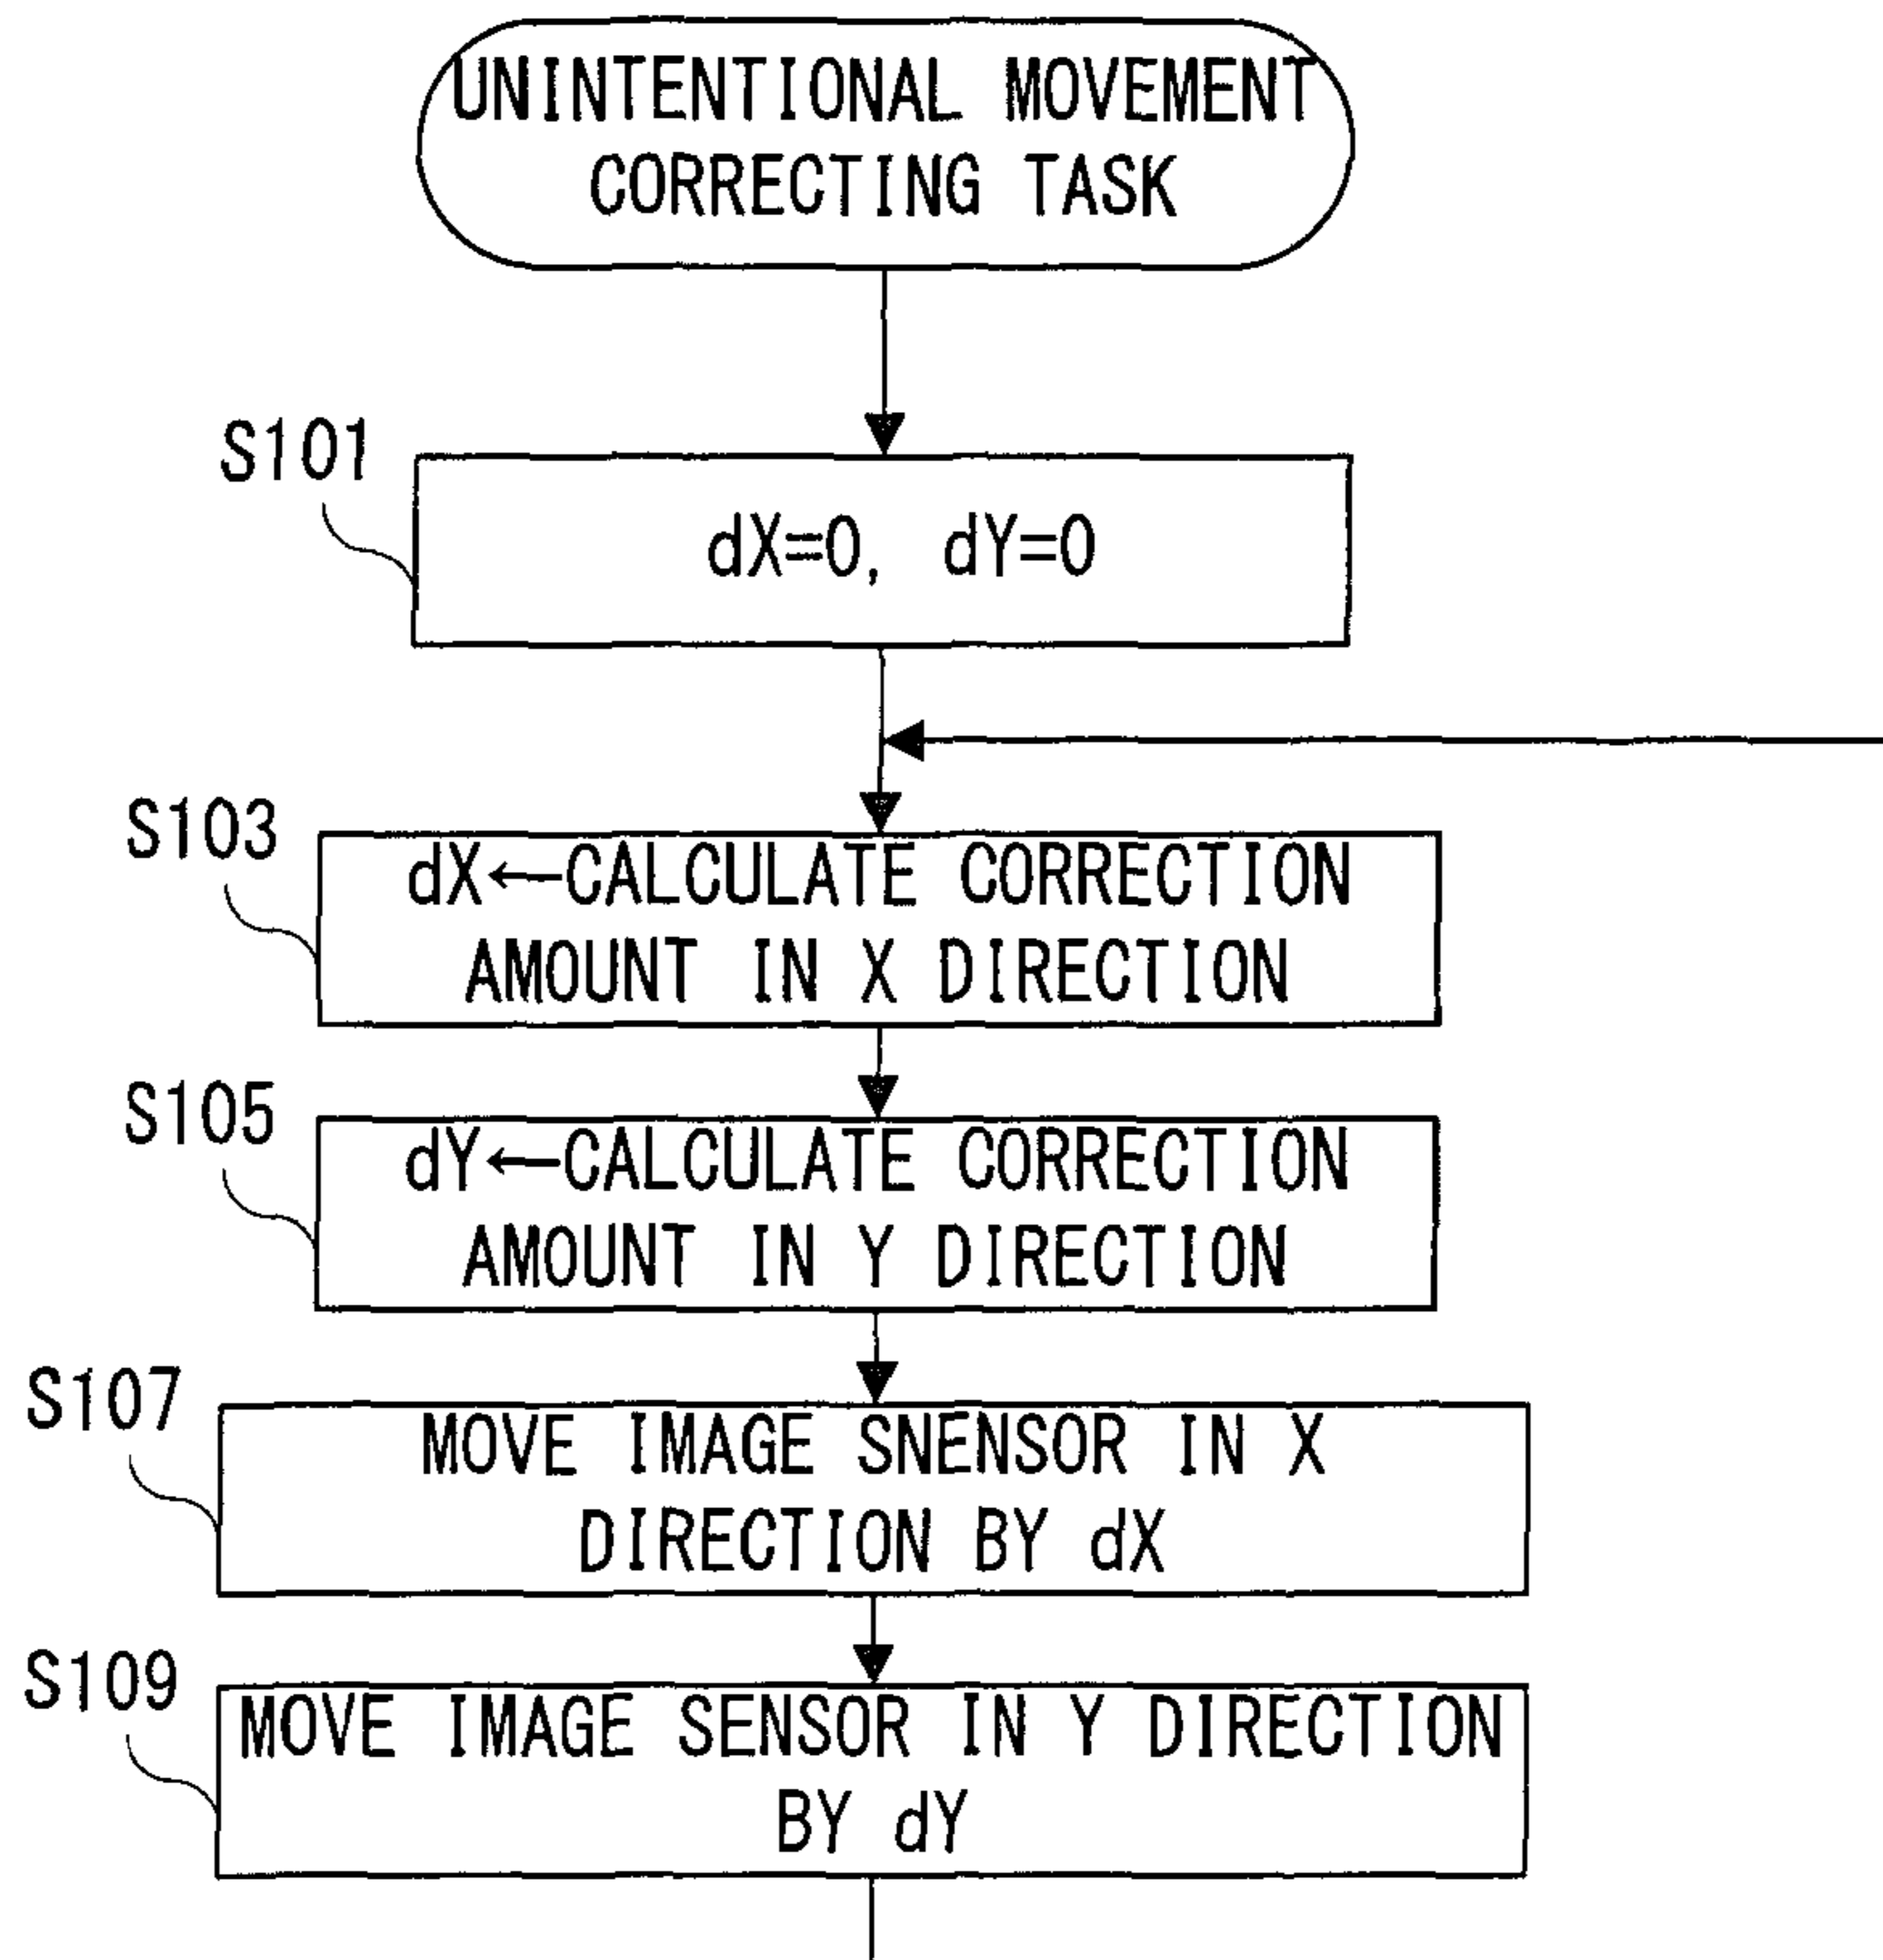 UNINTENTIONAL MOVEMENT
CORRECTING TASK
S101
dX=0, dY=0
S103
dX←CALCULATE CORRECTION
AMOUNT IN X DIRECTION
S105
dY←CALCULATE CORRECTION
AMOUNT IN Y DIRECTION
S107
MOVE IMAGE SNENSOR IN X
DIRECTION BY dX
S109
MOVE IMAGE SENSOR IN Y DIRECTION
BY dY